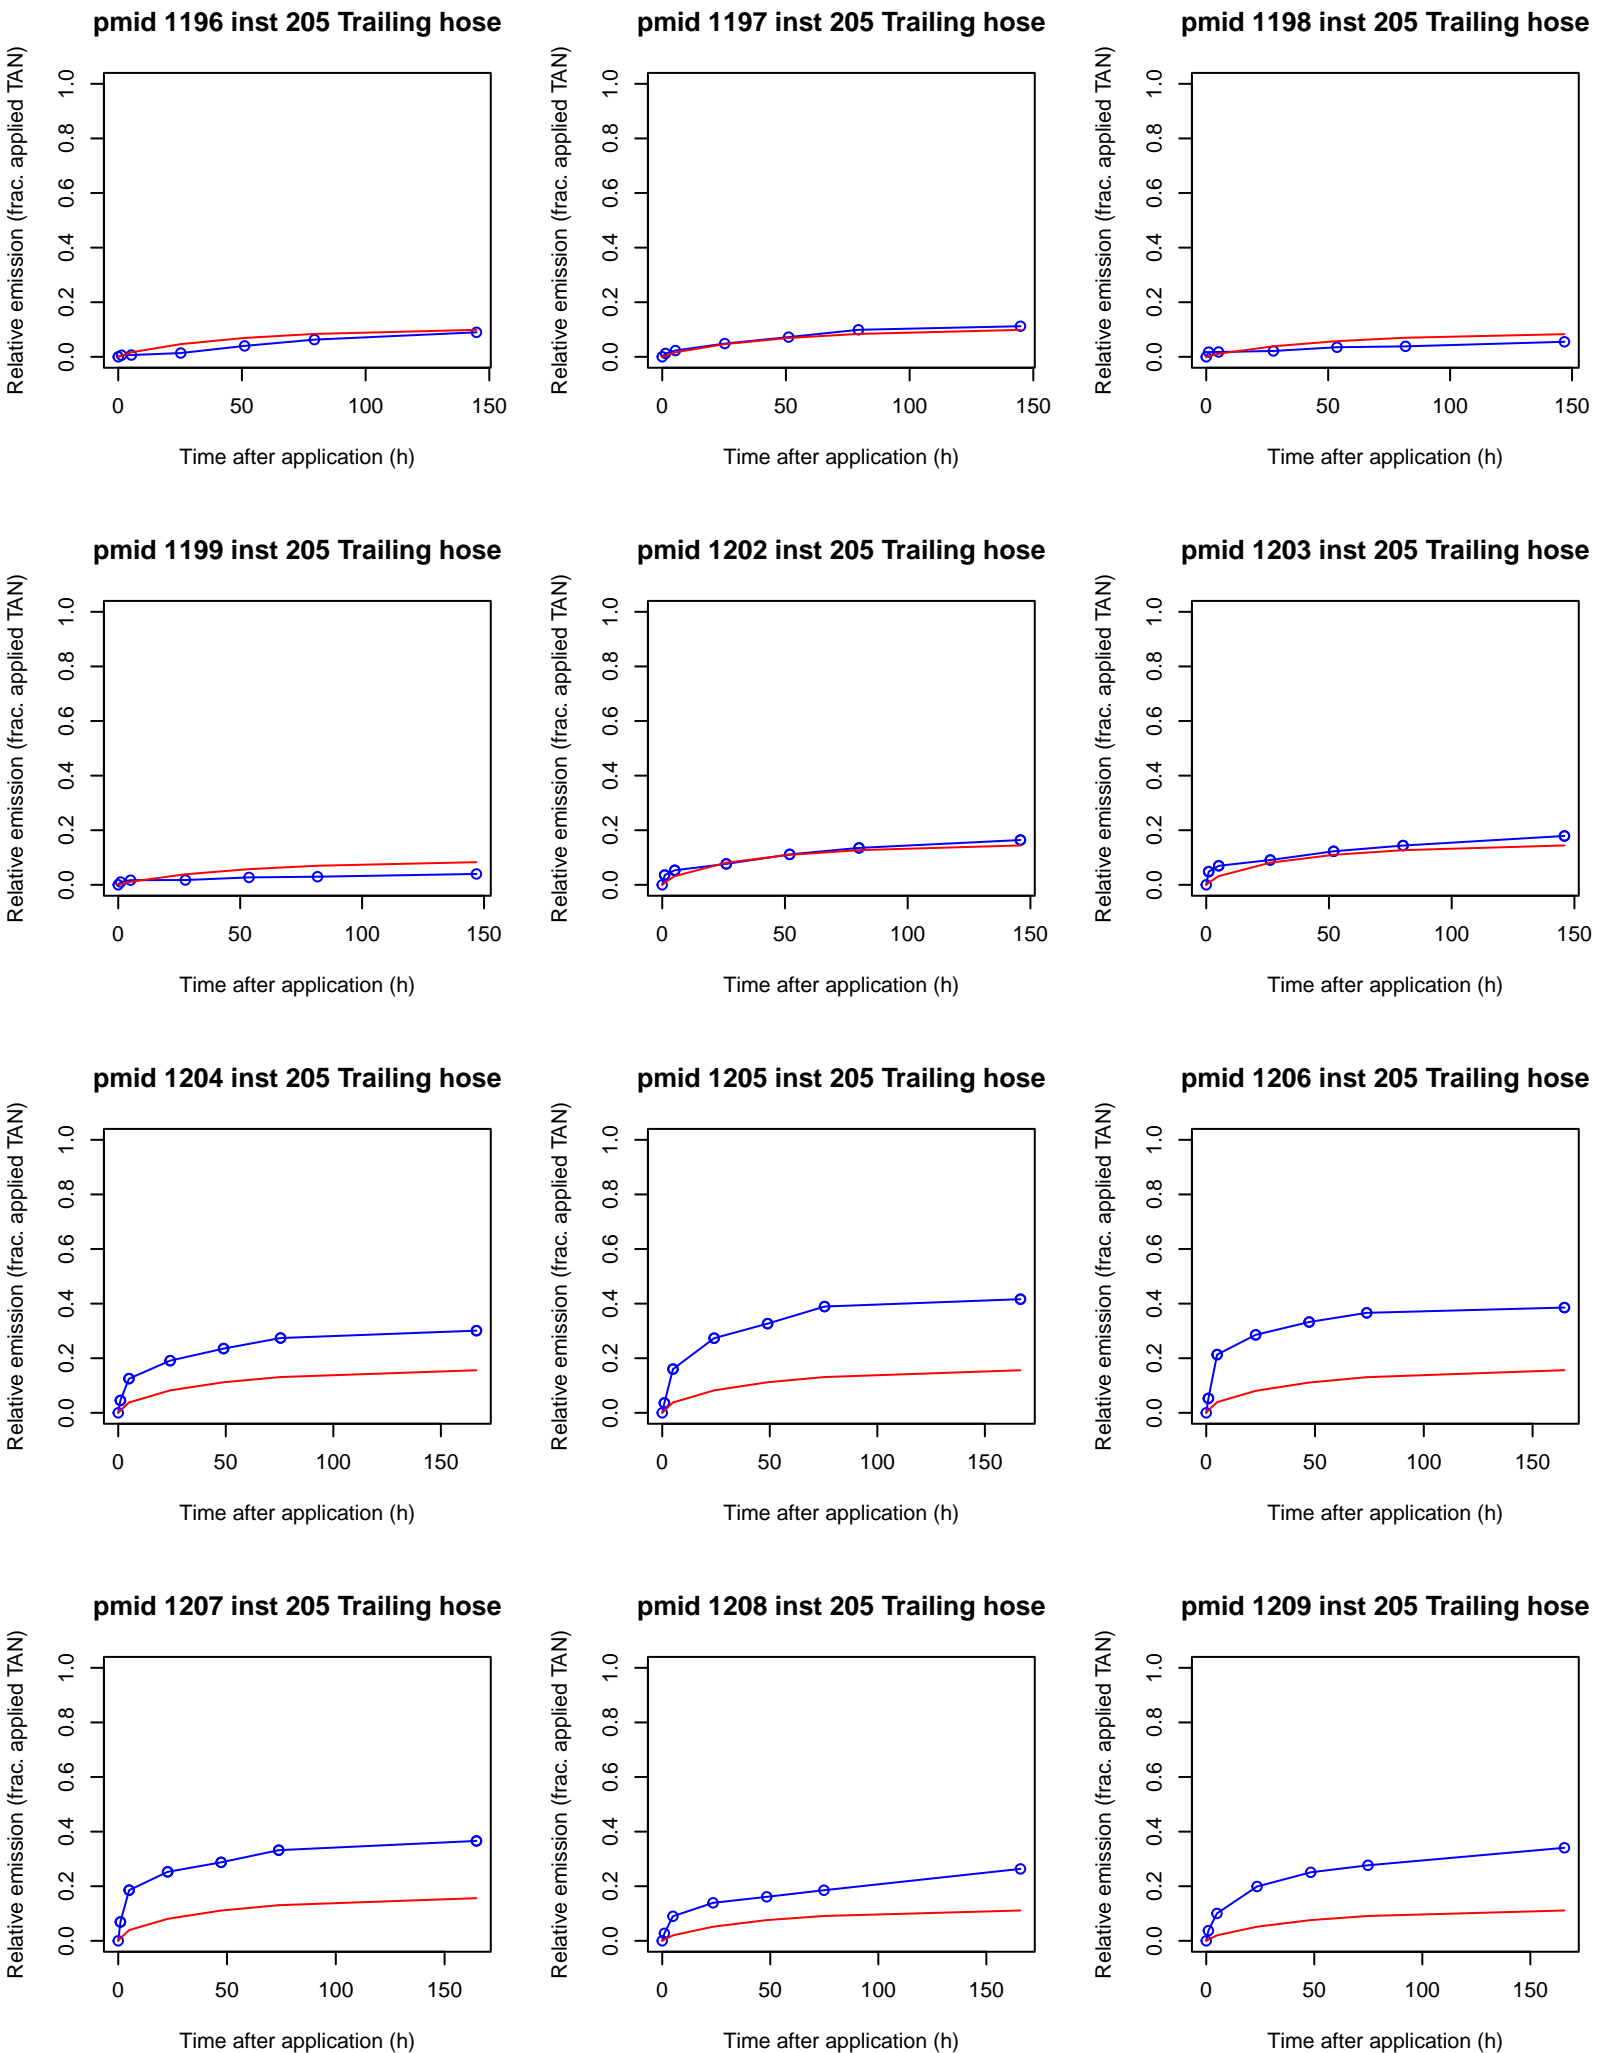 pmid 1196 inst 205 Trailing hose
Relative emission (frac. applied TAN)
1.0
0.8
0.6
0.4
0.2
0.0
0 50 100 150
Time after application (h)
pmid 1197 inst 205 Trailing hose
Relative emission (frac. applied TAN)
1.0
0.8
0.6
0.4
0.2
0.0
0 50 100 150
Time after application (h)
pmid 1198 inst 205 Trailing hose
Relative emission (frac. applied TAN)
1.0
0.8
0.6
0.4
0.2
0.0
0 50 100 150
Time after application (h)
pmid 1199 inst 205 Trailing hose
Relative emission (frac. applied TAN)
1.0
0.8
0.6
0.4
0.2
0.0
0 50 100 150
Time after application (h)
pmid 1202 inst 205 Trailing hose
Relative emission (frac. applied TAN)
1.0
0.8
0.6
0.4
0.2
0.0
0 50 100 150
Time after application (h)
pmid 1203 inst 205 Trailing hose
Relative emission (frac. applied TAN)
1.0
0.8
0.6
0.4
0.2
0.0
0 50 100 150
Time after application (h)
pmid 1204 inst 205 Trailing hose
Relative emission (frac. applied TAN)
1.0
0.8
0.6
0.4
0.2
0.0
0 50 100 150
Time after application (h)
pmid 1205 inst 205 Trailing hose
Relative emission (frac. applied TAN)
1.0
0.8
0.6
0.4
0.2
0.0
0 50 100 150
Time after application (h)
pmid 1206 inst 205 Trailing hose
Relative emission (frac. applied TAN)
1.0
0.8
0.6
0.4
0.2
0.0
0 50 100 150
Time after application (h)
pmid 1207 inst 205 Trailing hose
Relative emission (frac. applied TAN)
1.0
0.8
0.6
0.4
0.2
0.0
0 50 100 150
Time after application (h)
pmid 1208 inst 205 Trailing hose
Relative emission (frac. applied TAN)
1.0
0.8
0.6
0.4
0.2
0.0
0 50 100 150
Time after application (h)
pmid 1209 inst 205 Trailing hose
Relative emission (frac. applied TAN)
1.0
0.8
0.6
0.4
0.2
0.0
0 50 100 150
Time after application (h)